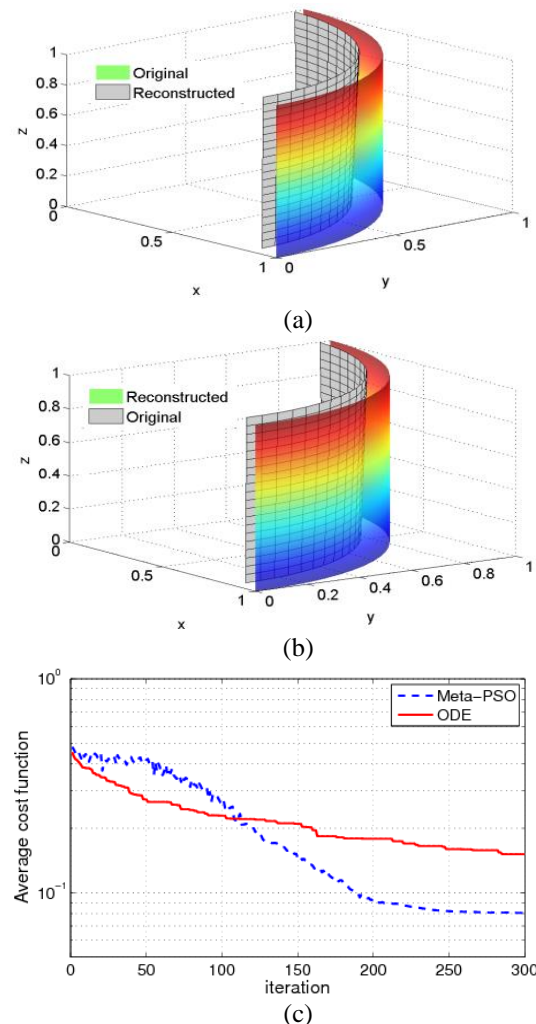 1
0.8
0.6
0.4
0.2
0
z
Original
Reconstructed
0
0.5
1
x
0
0.5
1
y
(a)
1
0.8
0.6
0.4
0.2
0
z
Reconstructed
Original
0
0.5
1
x
0
0.2
0.4
0.6
0.8
1
y
(b)
10^0
10^-1
Average cost function
Meta-PSO
ODE
0
50
100
150
200
250
300
iteration
(c)